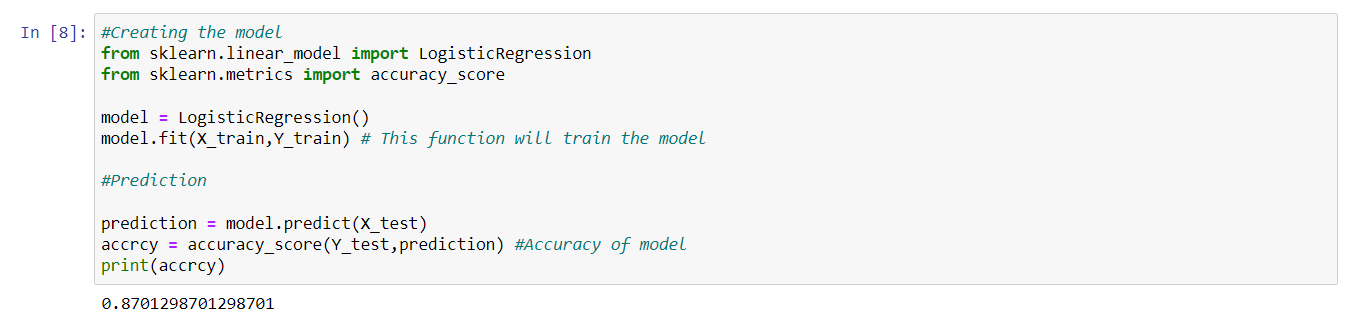 In [8]: #Creating the model
from sklearn.linear_model import LogisticRegression
from sklearn.metrics import accuracy_score
model = LogisticRegression()
model.fit(X_train,Y_train) # This function will train the model
#Prediction
prediction = model.predict(X_test)
accrcy = accuracy_score(Y_test,prediction) #Accuracy of model
print(accrcy)
0.8701298701298701